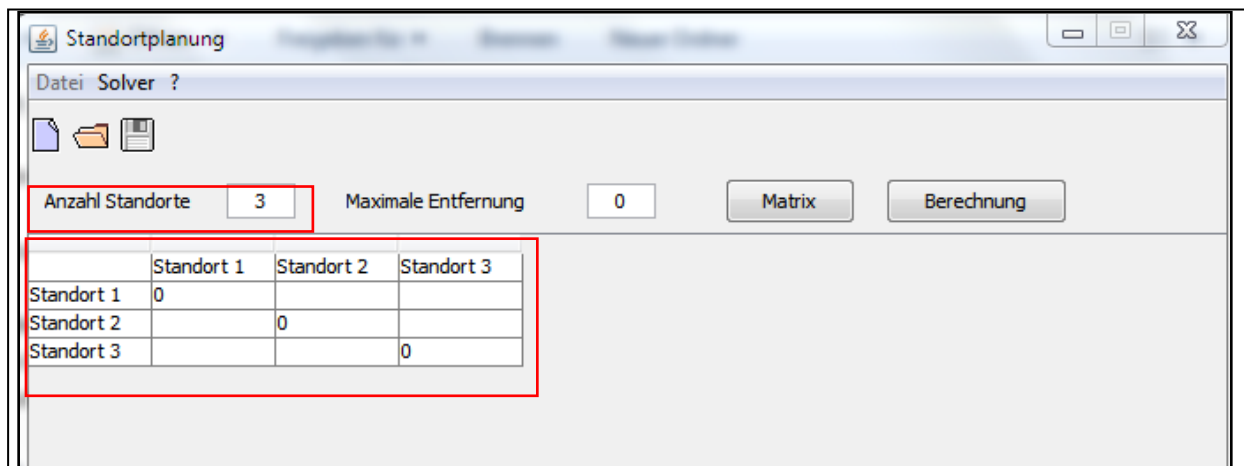 Standortplanung
Datei Solver ?
Anzahl Standorte 3 Maximale Entfernung 0 Matrix Berechnung
Standort 1 Standort 2 Standort 3
Standort 1 0
Standort 2 0
Standort 3 0